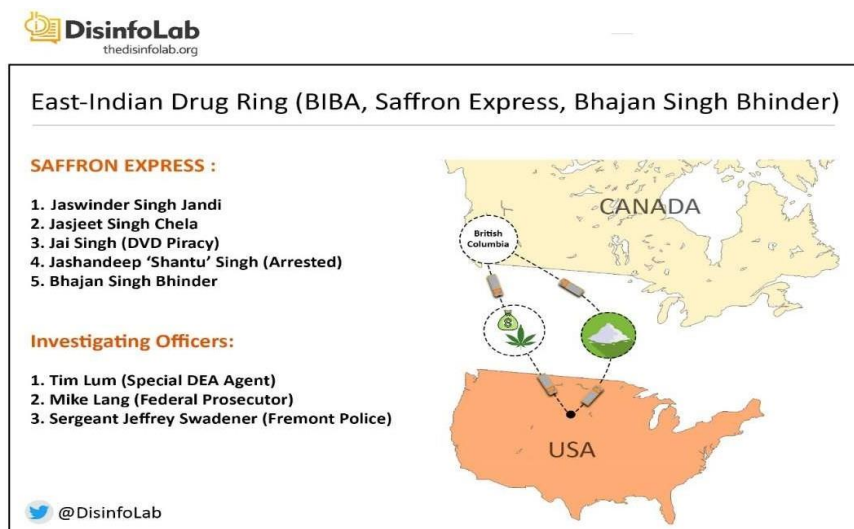 DisinfoLab
thedisinfolab.org
East-Indian Drug Ring (BIBA, Saffron Express, Bhajan Singh Bhinder)
SAFFRON EXPRESS :
1. Jaswinder Singh Jandi
2. Jasjeet Singh Chela
3. Jai Singh (DVD Piracy)
4. Jashandeep ‘Shantu’ Singh (Arrested)
5. Bhajan Singh Bhinder
Investigating Officers:
1. Tim Lum (Special DEA Agent)
2. Mike Lang (Federal Prosecutor)
3. Sergeant Jeffrey Swadener (Fremont Police)
CANADA
British
Columbia
$
USA
@DisinfoLab